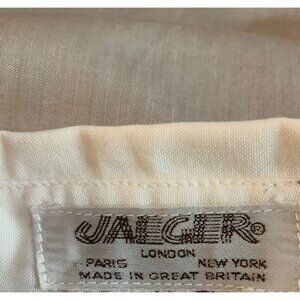 JAEGER®
LONDON
PARIS NEW YORK
MADE IN GREAT BRITAIN